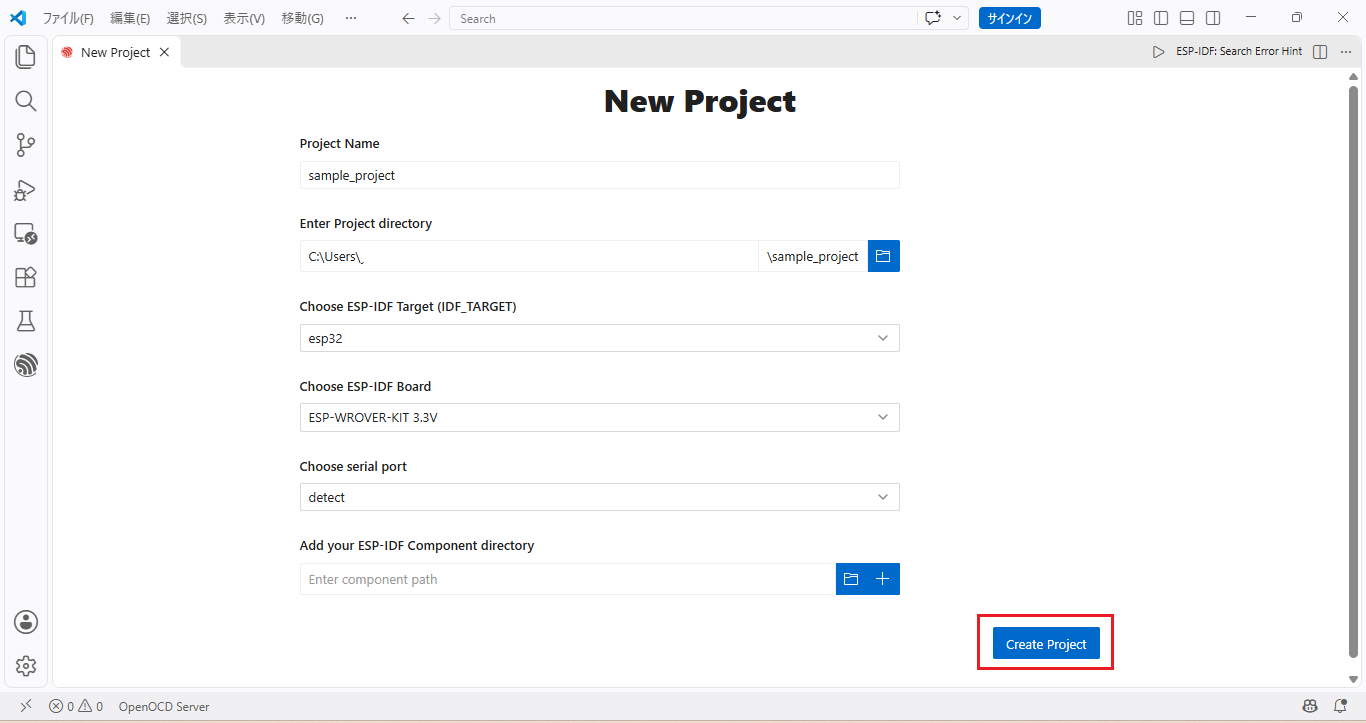 ファイル(F) 編集(E) 選択(S) 表示(V) 移動(G) ··· Search サインイン
New Project ESP-IDF: Search Error Hint
New Project
Project Name
sample_project
Enter Project directory
C:\Users\ \sample_project
Choose ESP-IDF Target (IDF_TARGET)
esp32
Choose ESP-IDF Board
ESP-WROVER-KIT 3.3V
Choose serial port
detect
Add your ESP-IDF Component directory
Enter component path
Create Project
0 0 OpenOCD Server